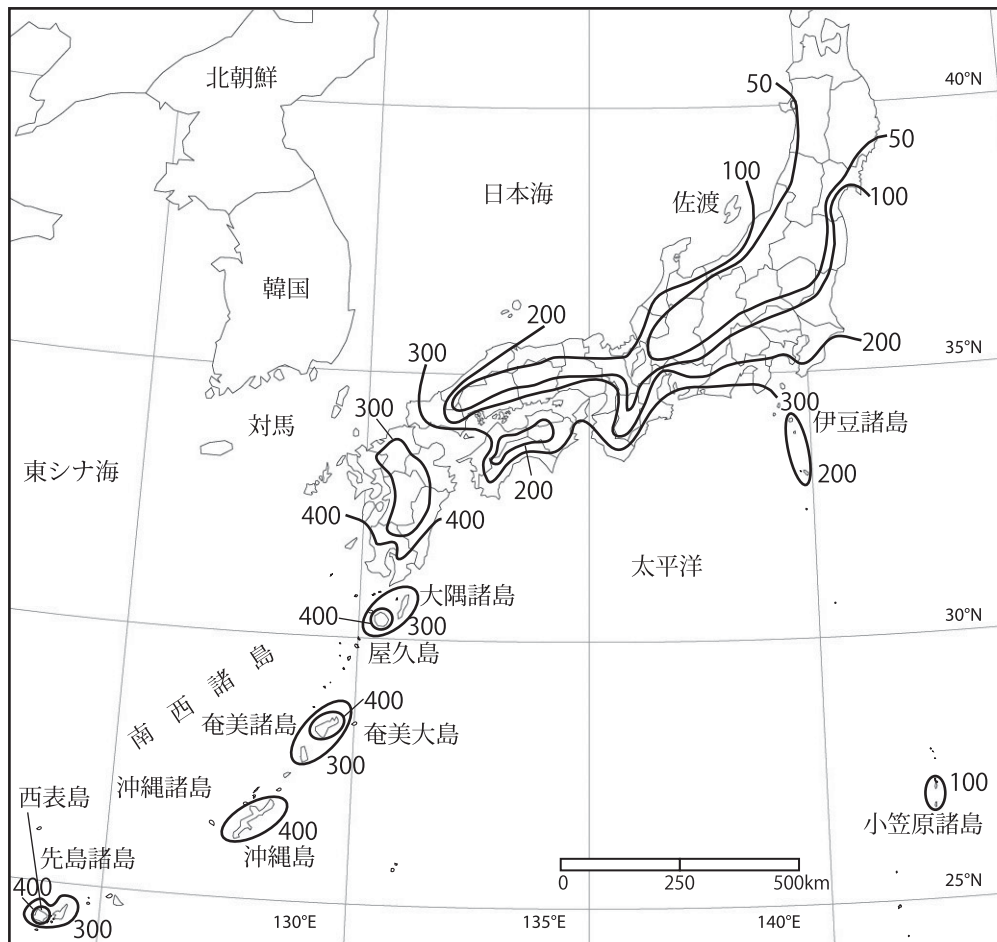 北朝鮮
40°N
50
50
日本海
100
佐渡
100
韓国
200
300
200
35°N
対馬
300
300
伊豆諸島
東シナ海
200
200
400
400
太平洋
大隅諸島
400
300
30°N
屋久島
南西諸島
400
奄美諸島
奄美大島
300
沖縄諸島
100
西表島
400
小笠原諸島
沖縄島
先島諸島
400
300
0
250
500km
25°N
130°E
135°E
140°E